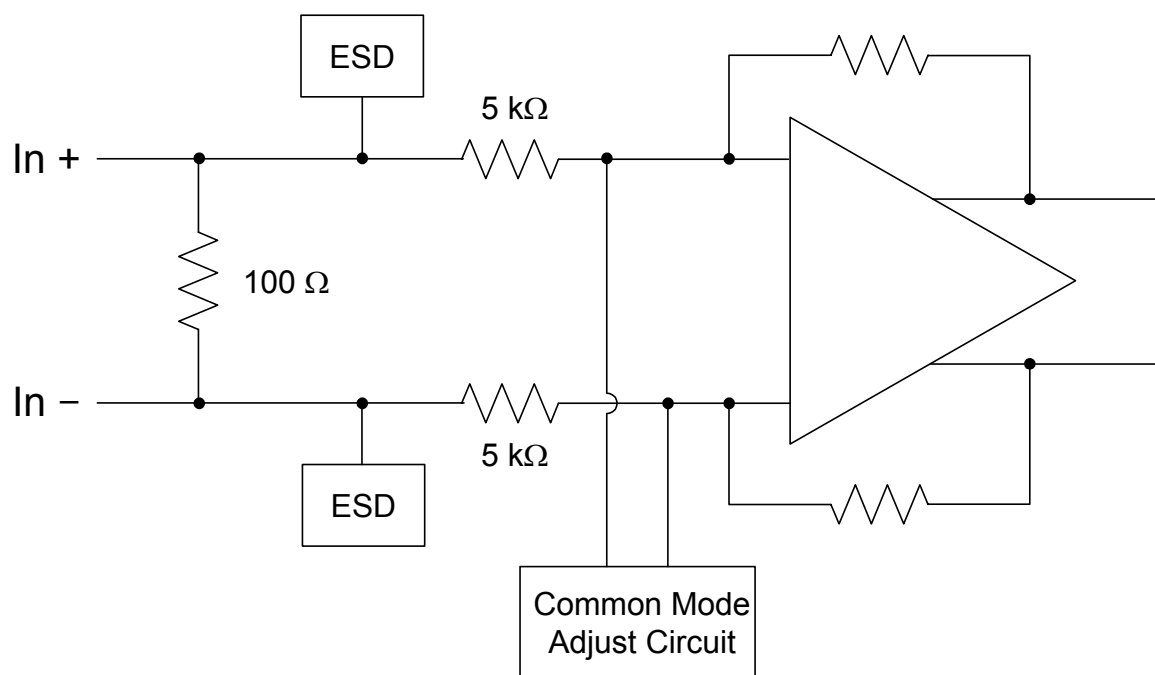 ESD
5 kΩ
In +
100 Ω
In −
5 kΩ
ESD
Common Mode
Adjust Circuit